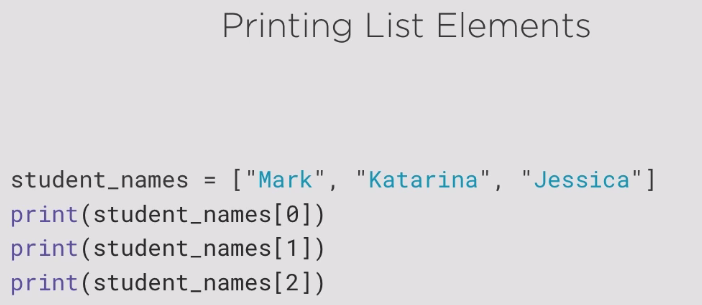 Printing List Elements
student_names = ["Mark", "Katarina", "Jessica"]
print(student_names[0])
print(student_names[1])
print(student_names[2])